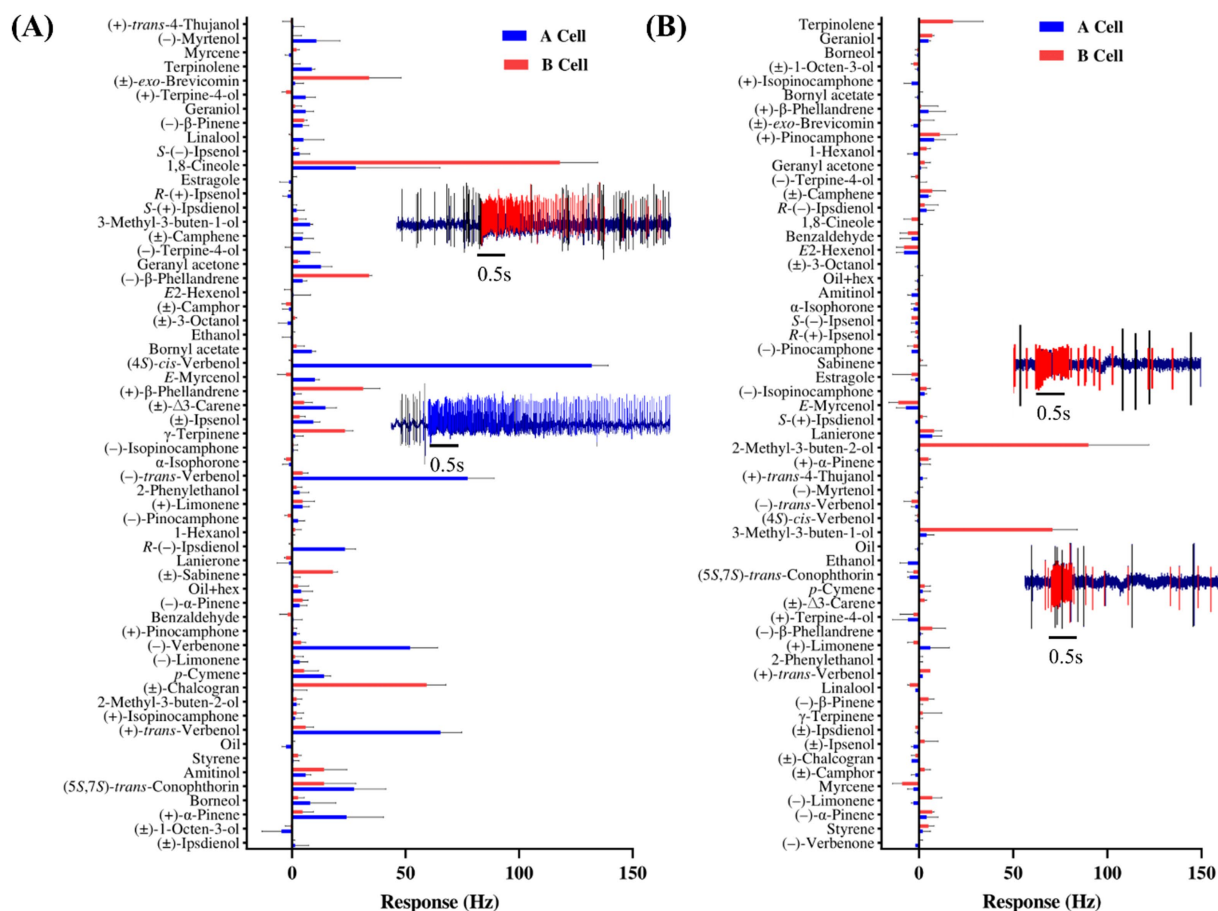 (A)
(+)-trans-4-Thujanol
(−)-Myrtenol
Myrcene
Terpinolene
(±)-exo-Brevicomin
(+)-Terpine-4-ol
Geraniol
(−)-β-Pinene
Linalool
S-(−)-Ipsenol
1,8-Cineole
Estragole
R-(+)-Ipsenol
S-(+)-Ipsdienol
3-Methyl-3-buten-1-ol
(±)-Camphene
(−)-Terpine-4-ol
Geranyl acetone
(−)-β-Phellandrene
E2-Hexenol
(±)-Camphor
(±)-3-Octanol
Ethanol
Bornyl acetate
(4S)-cis-Verbenol
E-Myrcenol
(+)-β-Phellandrene
(±)-Δ3-Carene
(±)-Ipsenol
γ-Terpinene
(−)-Isopinocamphone
α-Isophorone
(−)-trans-Verbenol
2-Phenylethanol
(+)-Limonene
(−)-Pinocamphone
1-Hexanol
R-(−)-Ipsdienol
Lanierone
(±)-Sabinene
Oil+hex
(−)-α-Pinene
Benzaldehyde
(+)-Pinocamphone
(−)-Verbenone
(−)-Limonene
p-Cymene
(±)-Chalcogran
2-Methyl-3-buten-2-ol
(+)-Isopinocamphone
(+)-trans-Verbenol
Oil
Styrene
Amitinol
(5S,7S)-trans-Conophthorin
Borneol
(+)-α-Pinene
(±)-1-Octen-3-ol
(±)-Ipsdienol
A Cell
B Cell
0.5s
0.5s
0 50 100 150
Response (Hz)
(B)
Terpinolene
Geraniol
Borneol
(±)-1-Octen-3-ol
(+)-Isopinocamphone
Bornyl acetate
(+)-β-Phellandrene
(±)-exo-Brevicomin
(+)-Pinocamphone
1-Hexanol
Geranyl acetone
(−)-Terpine-4-ol
(±)-Camphene
R-(−)-Ipsdienol
1,8-Cineole
Benzaldehyde
E2-Hexenol
(±)-3-Octanol
Oil+hex
Amitinol
α-Isophorone
S-(−)-Ipsenol
R-(+)-Ipsenol
(−)-Pinocamphone
Sabinene
Estragole
(−)-Isopinocamphone
E-Myrcenol
S-(+)-Ipsdienol
Lanierone
2-Methyl-3-buten-2-ol
(+)-α-Pinene
(+)-trans-4-Thujanol
(−)-Myrtenol
(−)-trans-Verbenol
(4S)-cis-Verbenol
3-Methyl-3-buten-1-ol
Oil
Ethanol
(5S,7S)-trans-Conophthorin
p-Cymene
(±)-Δ3-Carene
(+)-Terpine-4-ol
(−)-β-Phellandrene
(+)-Limonene
2-Phenylethanol
(+)-trans-Verbenol
Linalool
(−)-β-Pinene
γ-Terpinene
(±)-Ipsdienol
(±)-Ipsenol
(±)-Chalcogran
(±)-Camphor
Myrcene
(−)-Limonene
(−)-α-Pinene
Styrene
(−)-Verbenone
A Cell
B Cell
0.5s
0.5s
0 50 100 150
Response (Hz)